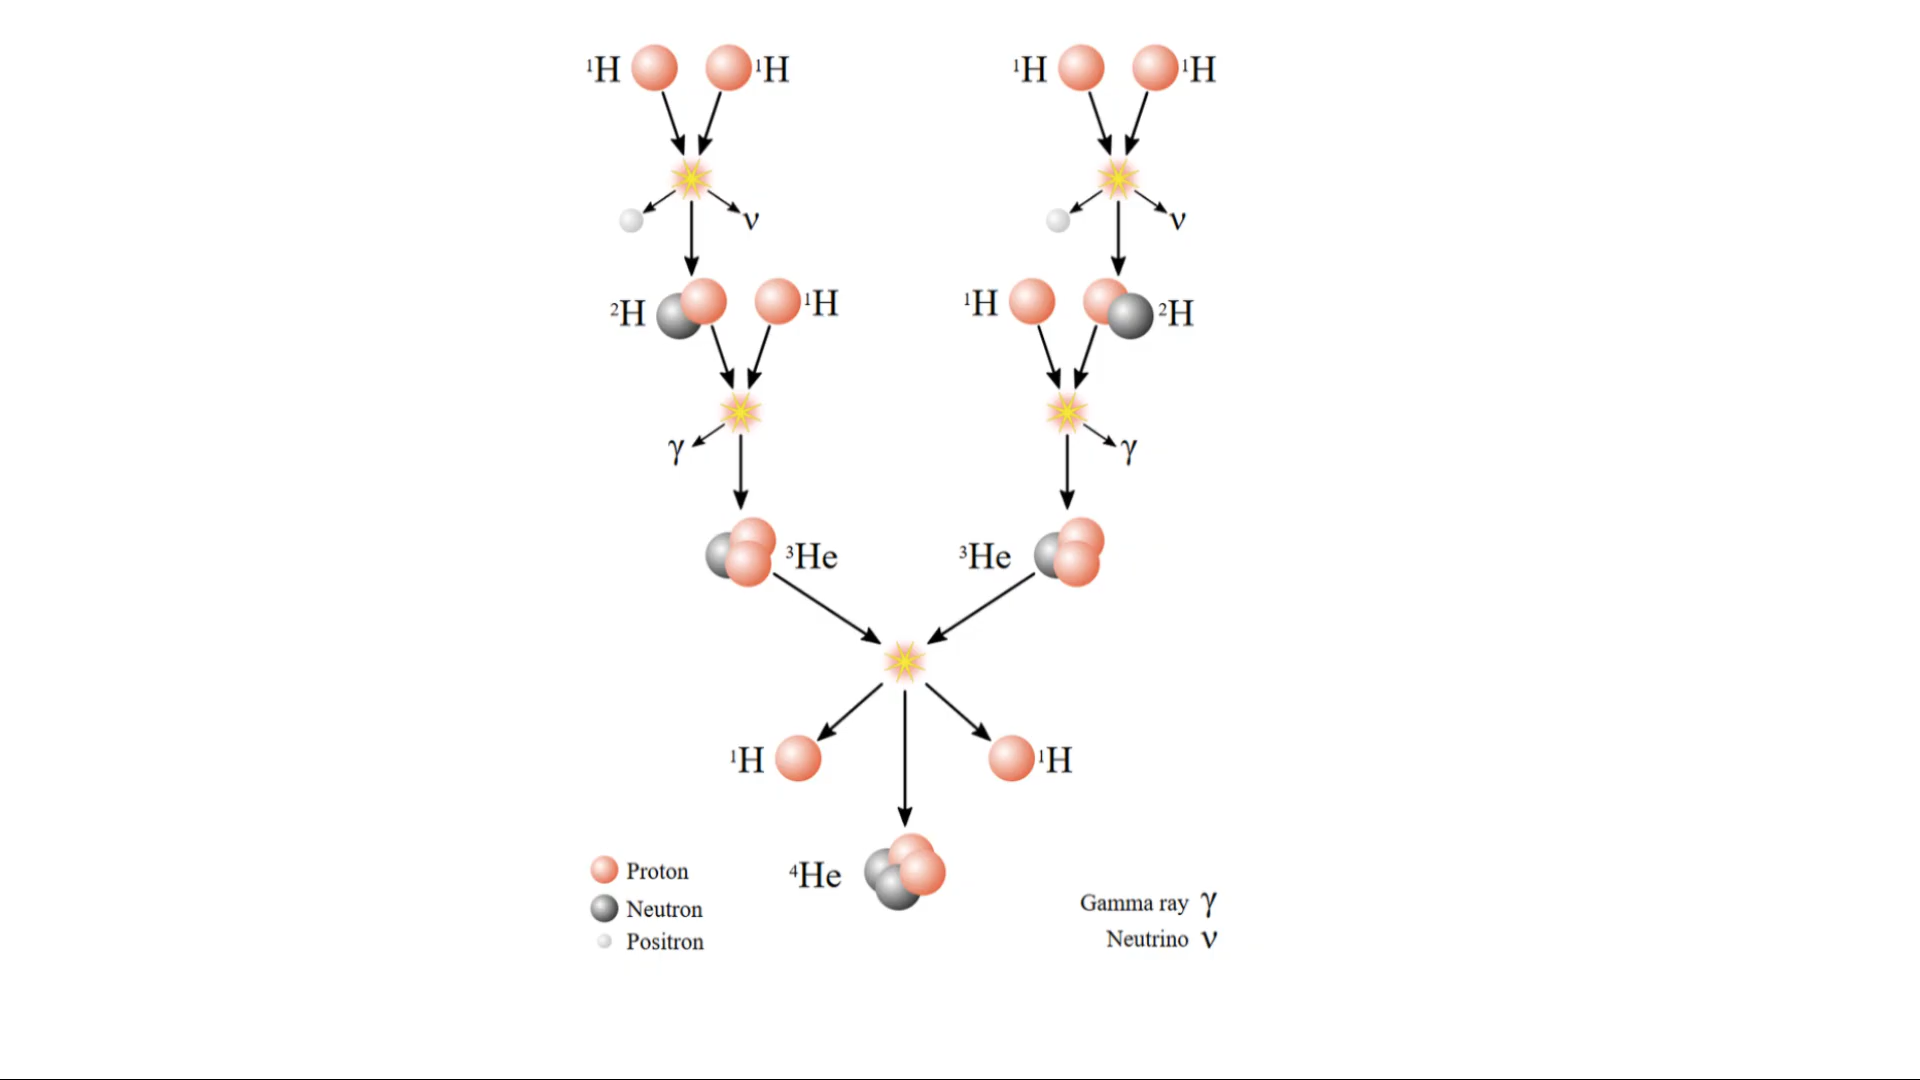 ¹H ¹H ¹H ¹H
ν ν
²H ¹H ¹H ²H
γ γ
³He ³He
¹H ¹H
⁴He
Proton
Neutron
Positron
Gamma ray γ
Neutrino ν